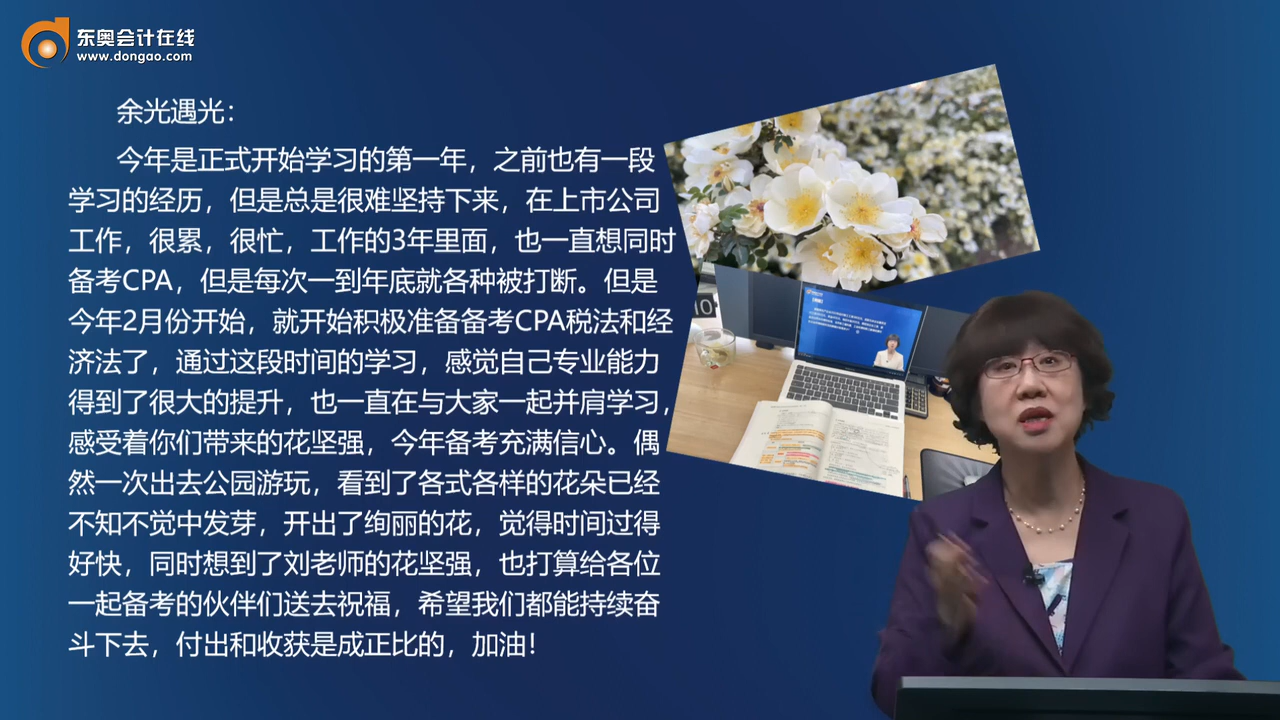 东奥会计在线
www.dongao.com
余光遇光：
今年是正式开始学习的第一年，之前也有一段
学习的经历，但是总是很难坚持下来，在上市公司
工作，很累，很忙，工作的3年里面，也一直想同时
备考CPA，但是每次一到年底就各种被打断。但是
今年2月份开始，就开始积极准备备考CPA税法和经
济法了，通过这段时间的学习，感觉自己专业能力
得到了很大的提升，也一直在与大家一起并肩学习，
感受着你们带来的花坚强，今年备考充满信心。偶
然一次出去公园游玩，看到了各式各样的花朵已经
不知不觉中发芽，开出了绚丽的花，觉得时间过得
好快，同时想到了刘老师的花坚强，也打算给各位
一起备考的伙伴们送去祝福，希望我们都能持续奋
斗下去，付出和收获是成正比的，加油！